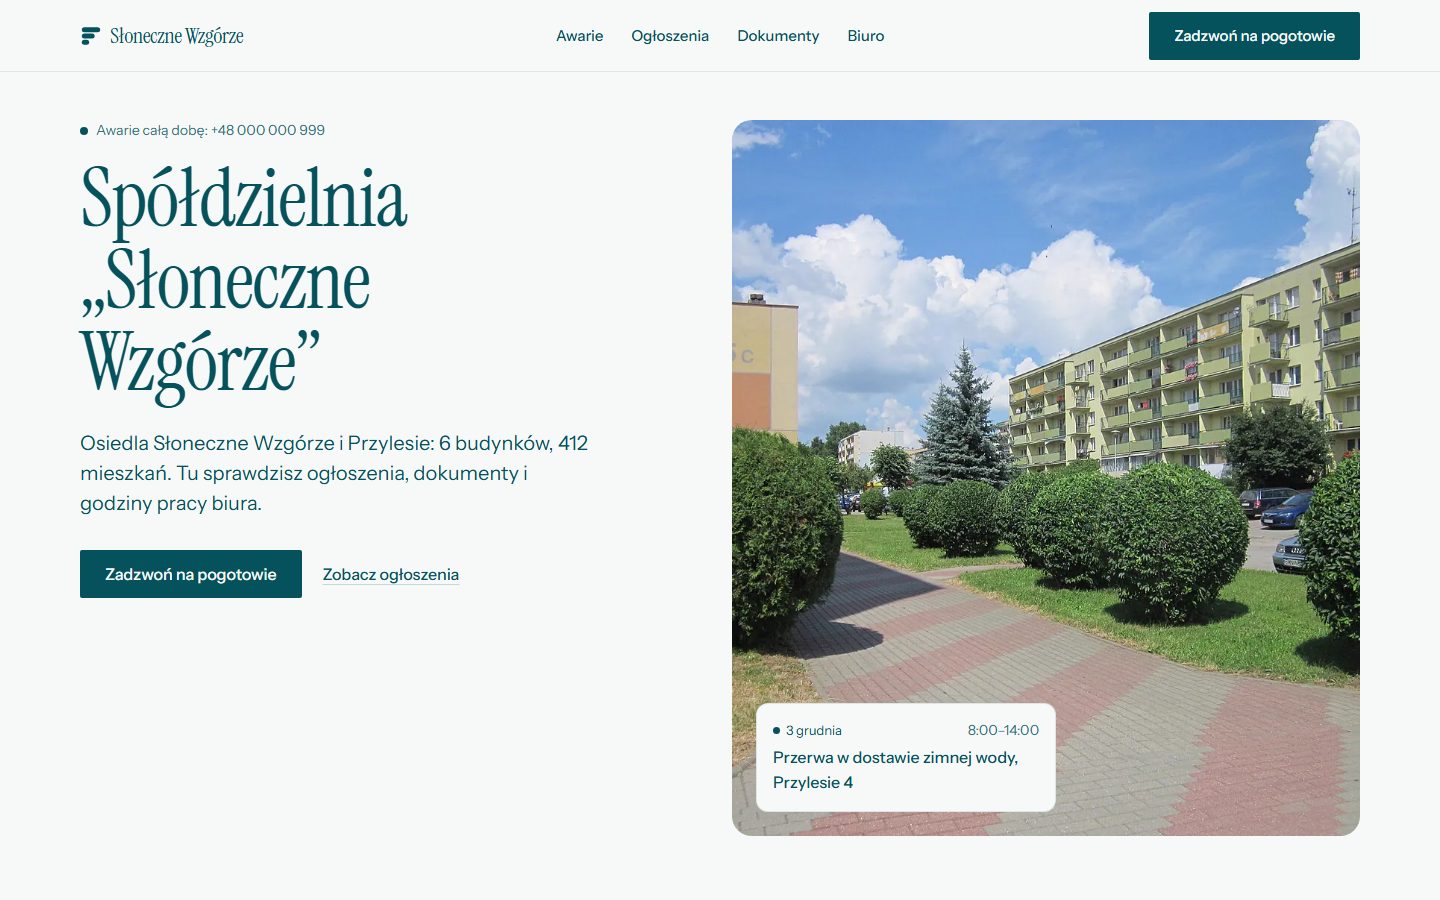 Słoneczne Wzgórze
Awarie
Ogłoszenia
Dokumenty
Biuro
Zadzwoń na pogotowie
Awarie całą dobę: +48 000 000 999
Spółdzielnia
„Słoneczne
Wzgórze”
Osiedla Słoneczne Wzgórze i Przylesie: 6 budynków, 412
mieszkań. Tu sprawdzisz ogłoszenia, dokumenty i
godziny pracy biura.
Zadzwoń na pogotowie
Zobacz ogłoszenia
3 grudnia
8:00–14:00
Przerwa w dostawie zimnej wody,
Przylesie 4